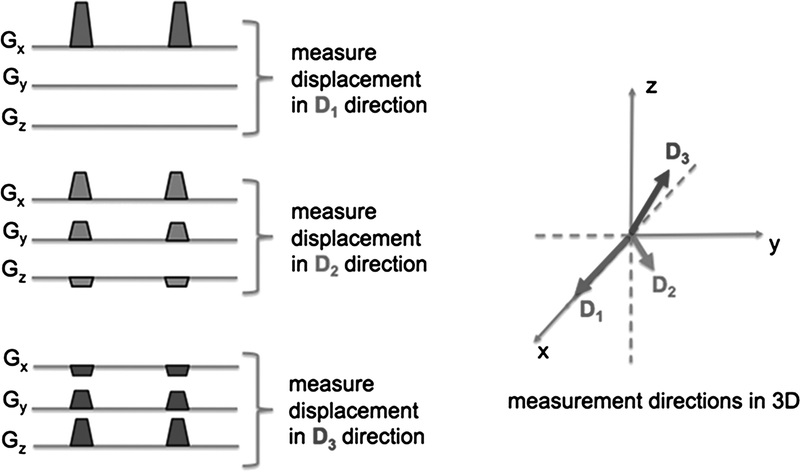 Gx
Gy
Gz
measure
displacement
in D1 direction
Gx
Gy
Gz
measure
displacement
in D2 direction
Gx
Gy
Gz
measure
displacement
in D3 direction
z
D3
y
D2
D1
x
measurement directions in 3D